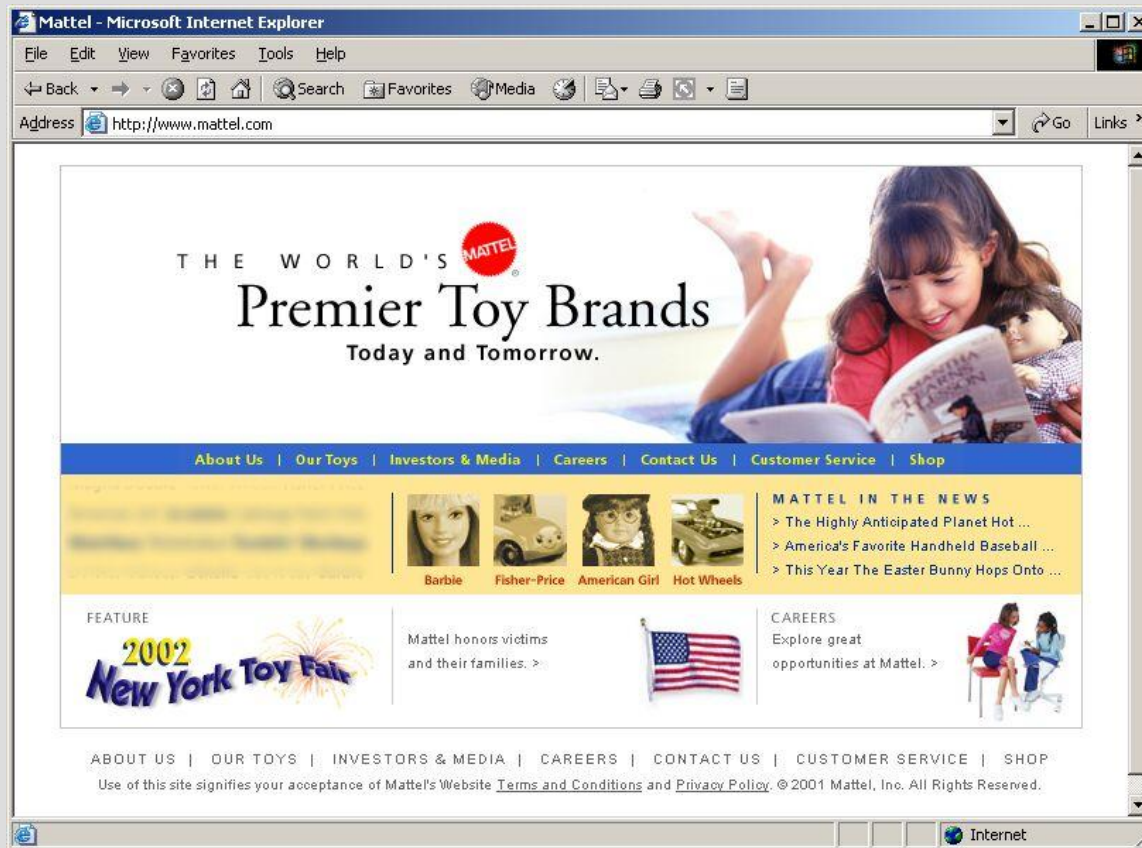 Mattel - Microsoft Internet Explorer
File Edit View Favorites Tools Help
Back Search Favorites Media
Address http://www.mattel.com Go Links
THE WORLD'S MATTEL
Premier Toy Brands
Today and Tomorrow.
SAMANTHA
LEARNS
A LESSON
About Us | Our Toys | Investors & Media | Careers | Contact Us | Customer Service | Shop
Barbie Fisher-Price American Girl Hot Wheels
MATTEL IN THE NEWS
> The Highly Anticipated Planet Hot ...
> America's Favorite Handheld Baseball ...
> This Year The Easter Bunny Hops Onto ...
FEATURE
2002
New York Toy Fair
Mattel honors victims
and their families. >
CAREERS
Explore great
opportunities at Mattel. >
ABOUT US | OUR TOYS | INVESTORS & MEDIA | CAREERS | CONTACT US | CUSTOMER SERVICE | SHOP
Use of this site signifies your acceptance of Mattel's Website Terms and Conditions and Privacy Policy. © 2001 Mattel, Inc. All Rights Reserved.
Internet